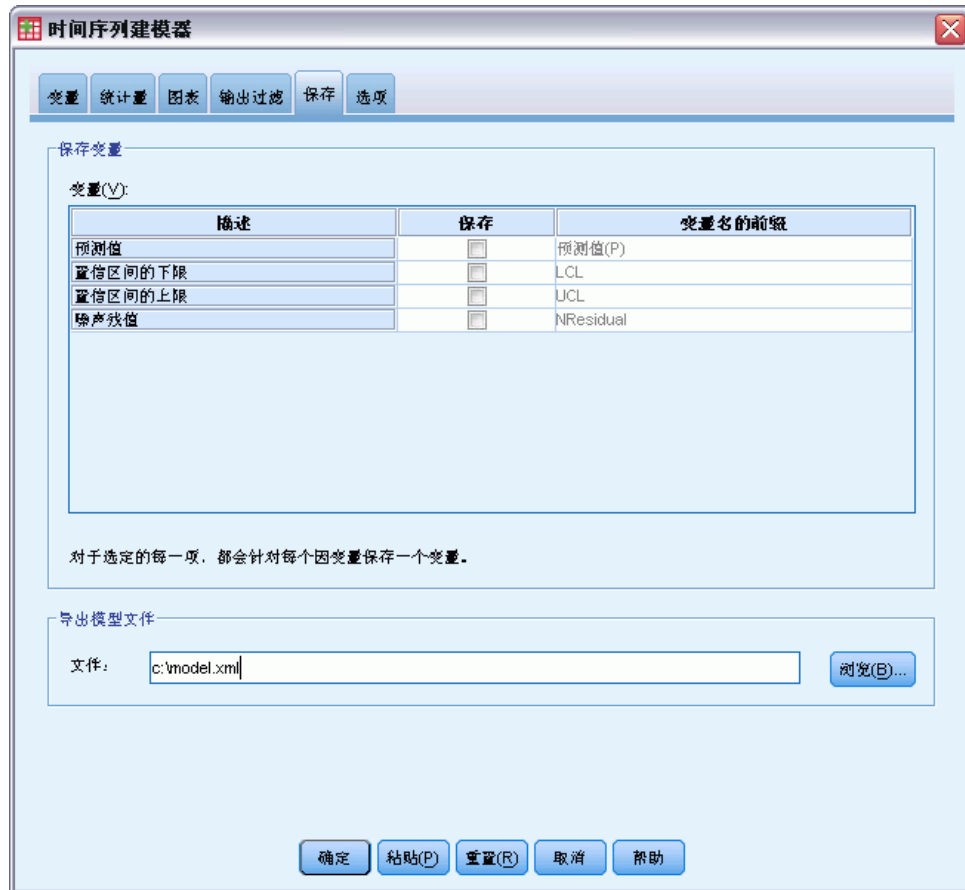 时间序列建模器
变量 统计量 图表 输出过滤 保存 选项
保存变量
变量(V):
描述 保存 变量名的前缀
预测值 预测值(P)
置信区间的下限 LCL
置信区间的上限 UCL
噪声残值 NResidual
对于选定的每一项，都会针对每个因变量保存一个变量。
导出模型文件
文件: c:\model.xml 浏览(B)...
确定 粘贴(P) 重置(R) 取消 帮助